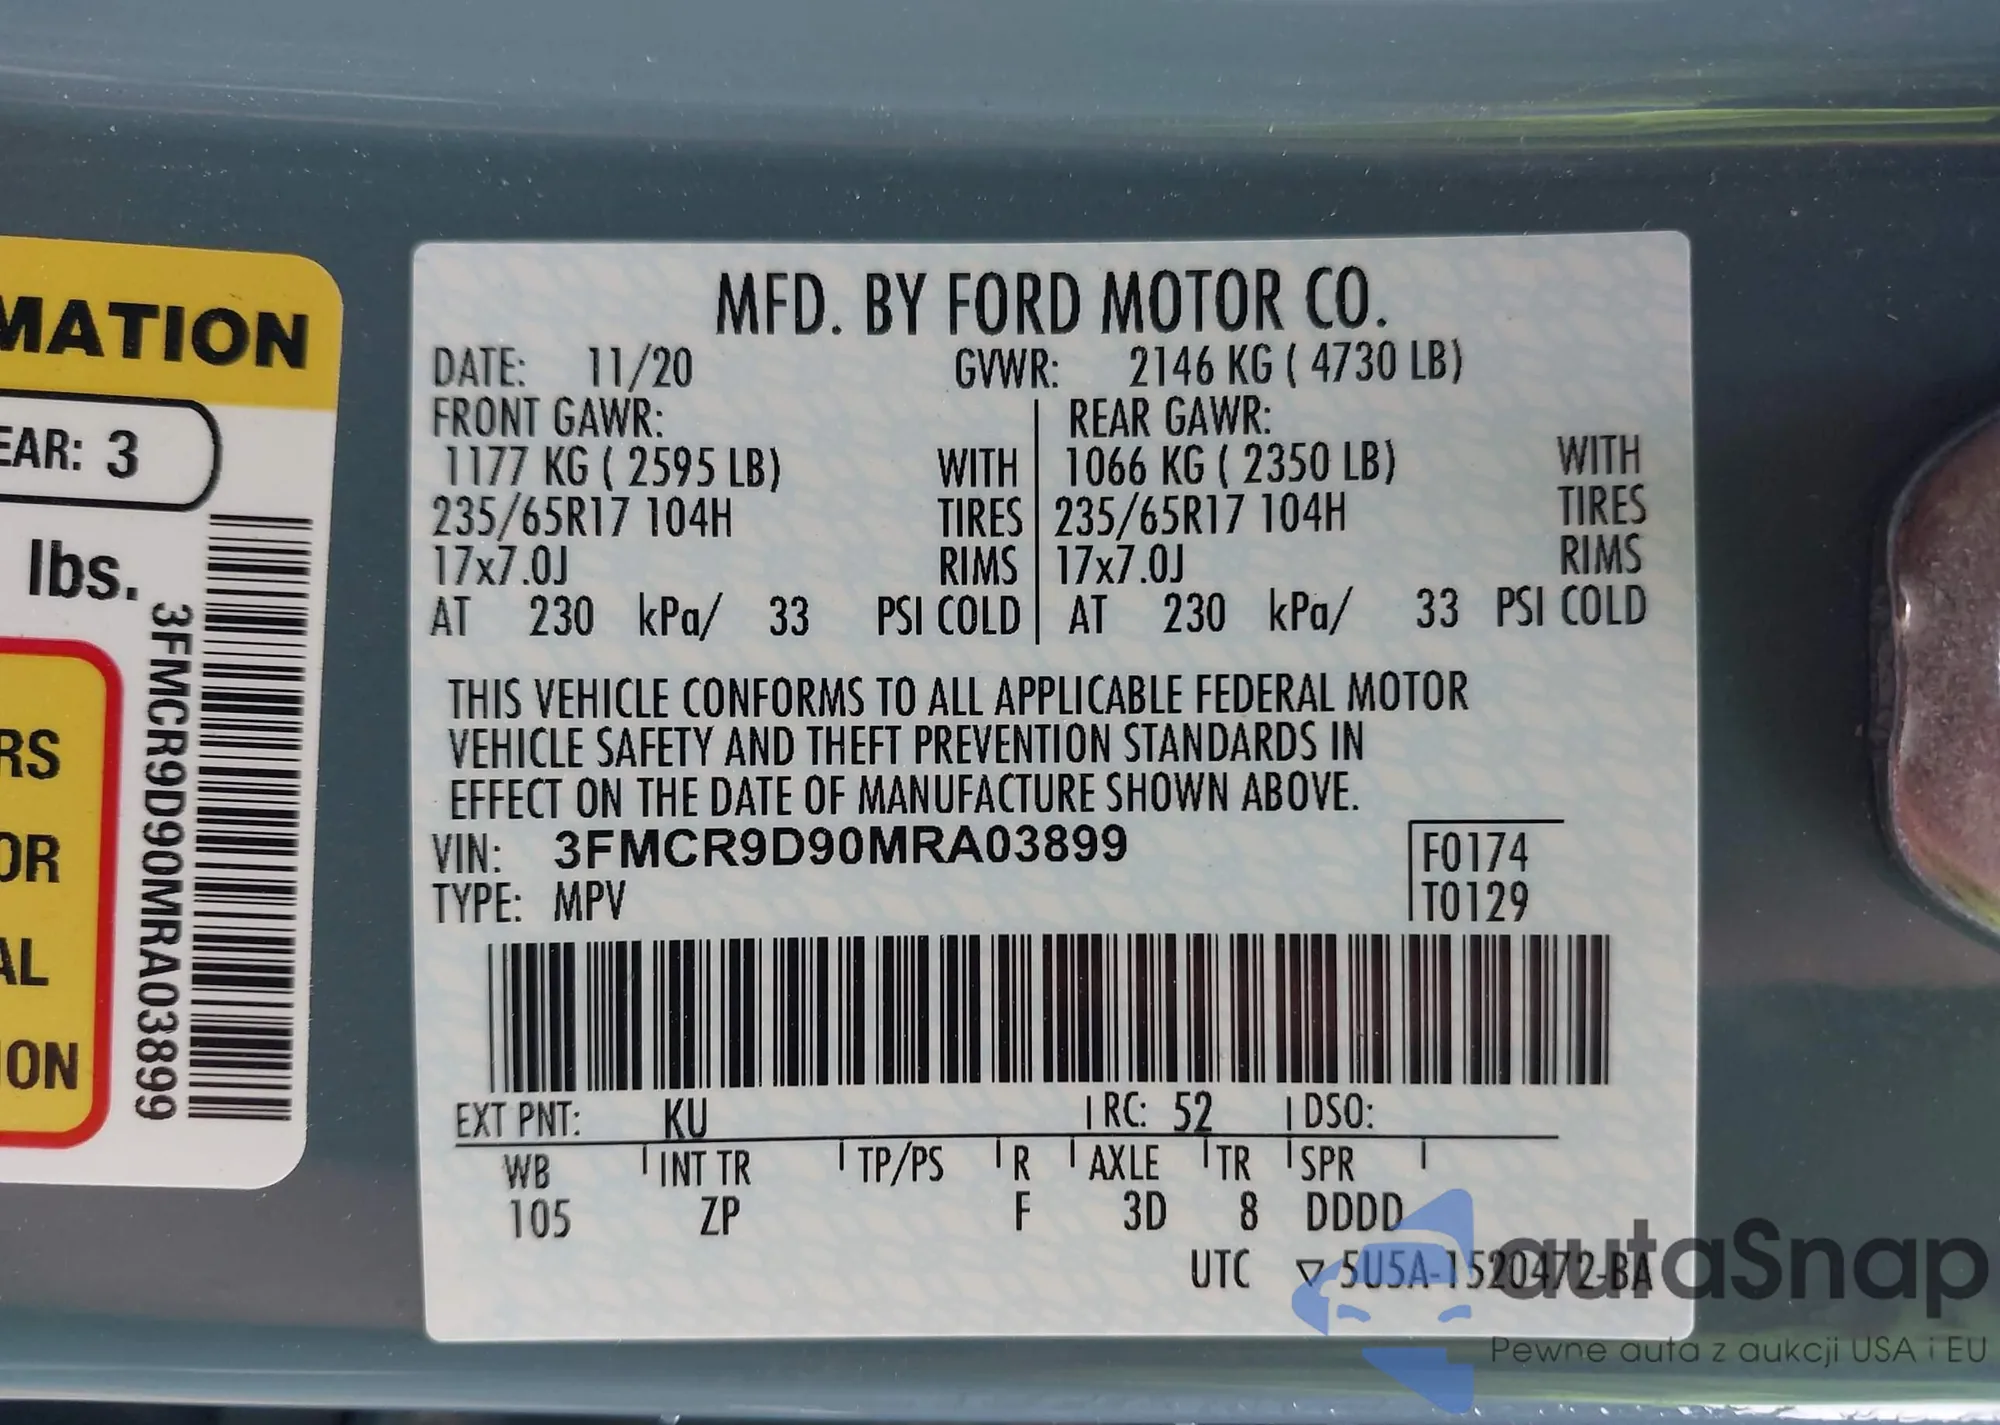 MATION
EAR: 3
lbs.
RS
OR
AL
ION
3FMCR9D90MRA03899
MFD. BY FORD MOTOR CO.
DATE: 11/20 GVWR: 2146 KG ( 4730 LB)
FRONT GAWR: REAR GAWR:
1177 KG ( 2595 LB) WITH 1066 KG ( 2350 LB) WITH
235/65R17 104H TIRES 235/65R17 104H TIRES
17x7.0J RIMS 17x7.0J RIMS
AT 230 kPa/ 33 PSI COLD AT 230 kPa/ 33 PSI COLD
THIS VEHICLE CONFORMS TO ALL APPLICABLE FEDERAL MOTOR
VEHICLE SAFETY AND THEFT PREVENTION STANDARDS IN
EFFECT ON THE DATE OF MANUFACTURE SHOWN ABOVE.
VIN: 3FMCR9D90MRA03899 F0174
TYPE: MPV T0129
EXT PNT: KU RC: 52 DSO:
WB INT TR TP/PS R AXLE TR SPR
105 ZP F 3D 8 DDDD
UTC ▽ 5U5A-1520472-BA
autaSnap
Pewne auta z aukcji USA i EU